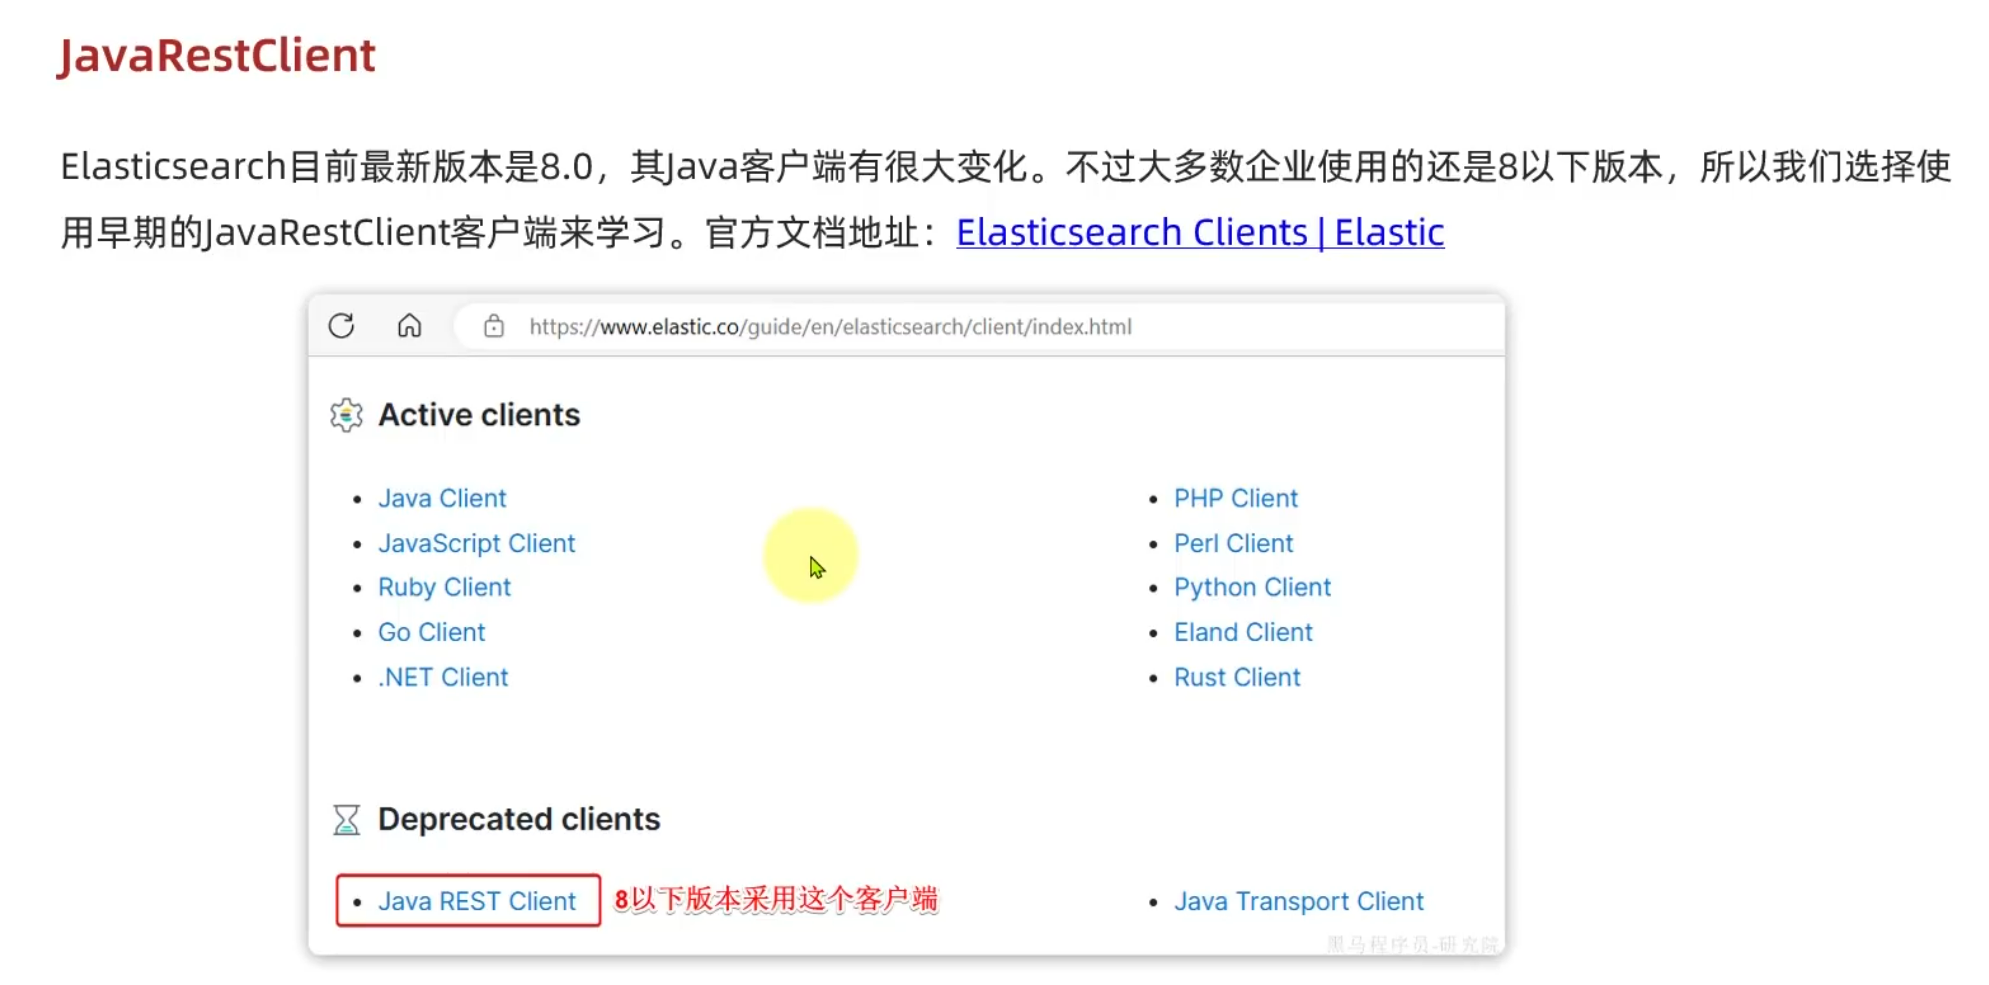 JavaRestClient
Elasticsearch目前最新版本是8.0，其Java客户端有很大变化。不过大多数企业使用的还是8以下版本，所以我们选择使
用早期的JavaRestClient客户端来学习。官方文档地址：Elasticsearch Clients | Elastic
https://www.elastic.co/guide/en/elasticsearch/client/index.html
Active clients
• Java Client
• JavaScript Client
• Ruby Client
• Go Client
• .NET Client
• PHP Client
• Perl Client
• Python Client
• Eland Client
• Rust Client
Deprecated clients
• Java REST Client 8以下版本采用这个客户端
• Java Transport Client
黑马程序员-研究院